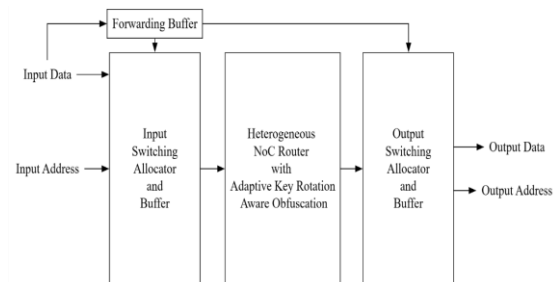 Forwarding Buffer
Input Data
Input Address
Input
Switching
Allocator
and
Buffer
Heterogeneous
NoC Router
with
Adaptive Key Rotation
Aware Obfuscation
Output
Switching
Allocator
and
Buffer
Output Data
Output Address